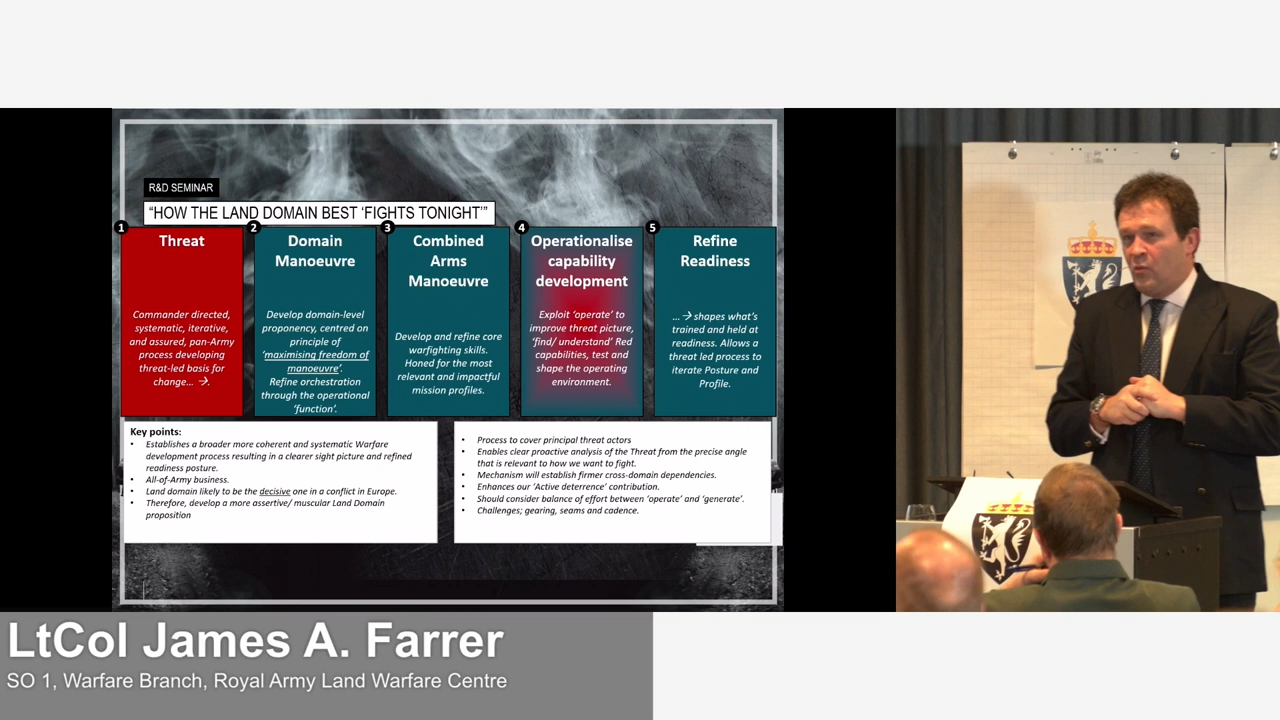 R&D SEMINAR
"HOW THE LAND DOMAIN BEST 'FIGHTS TONIGHT'"
1
Threat
Commander directed,
systematic, iterative,
and assured, pan-Army
process developing
threat-led basis for
change... →.
2
Domain
Manoeuvre
Develop domain-level
proponency, centred on
principle of
'maximising freedom of
manoeuvre'.
Refine orchestration
through the operational
'function'.
3
Combined
Arms
Manoeuvre
Develop and refine core
warfighting skills.
Honed for the most
relevant and impactful
mission profiles.
4
Operationalise
capability
development
Exploit 'operate' to
improve threat picture,
'find/ understand' Red
capabilities, test and
shape the operating
environment.
5
Refine
Readiness
...→ shapes what's
trained and held at
readiness. Allows a
threat led process to
iterate Posture and
Profile.
Key points:
• Establishes a broader more coherent and systematic Warfare
development process resulting in a clearer sight picture and refined
readiness posture.
• All-of-Army business.
• Land domain likely to be the decisive one in a conflict in Europe.
• Therefore, develop a more assertive/ muscular Land Domain
proposition
• Process to cover principal threat actors
• Enables clear proactive analysis of the Threat from the precise angle
that is relevant to how we want to fight.
• Mechanism will establish firmer cross-domain dependencies.
• Enhances our 'Active deterrence' contribution.
• Should consider balance of effort between 'operate' and 'generate'.
• Challenges; gearing, seams and cadence.
LtCol James A. Farrer
SO 1, Warfare Branch, Royal Army Land Warfare Centre